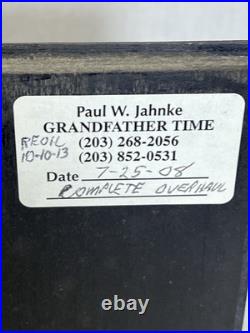 Paul W. Jahnke
GRANDFATHER TIME
REOIL (203) 268-2056
10-10-13 (203) 852-0531
Date 7-25-08
COMPLETE OVERHAUL